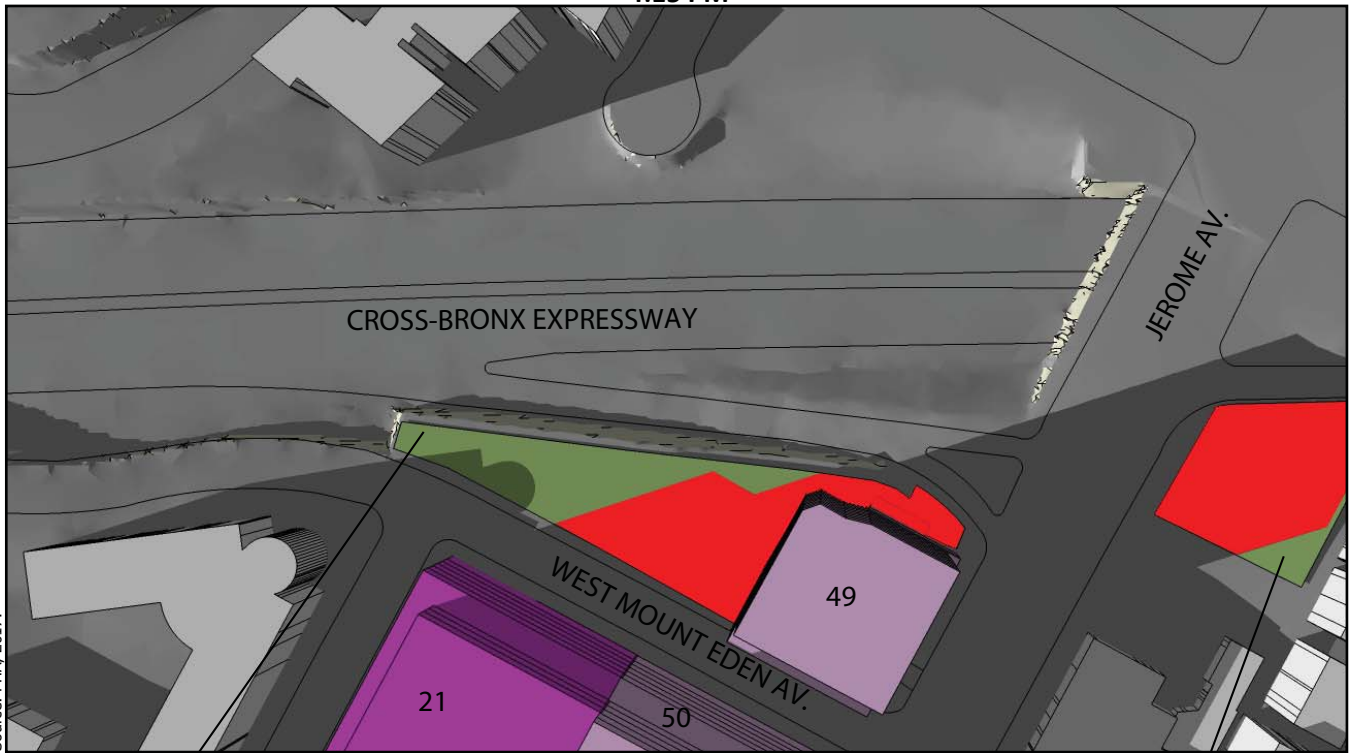 CROSS-BRONX EXPRESSWAY
JEROME AV.
WEST MOUNT EDEN AV.
49
21
50